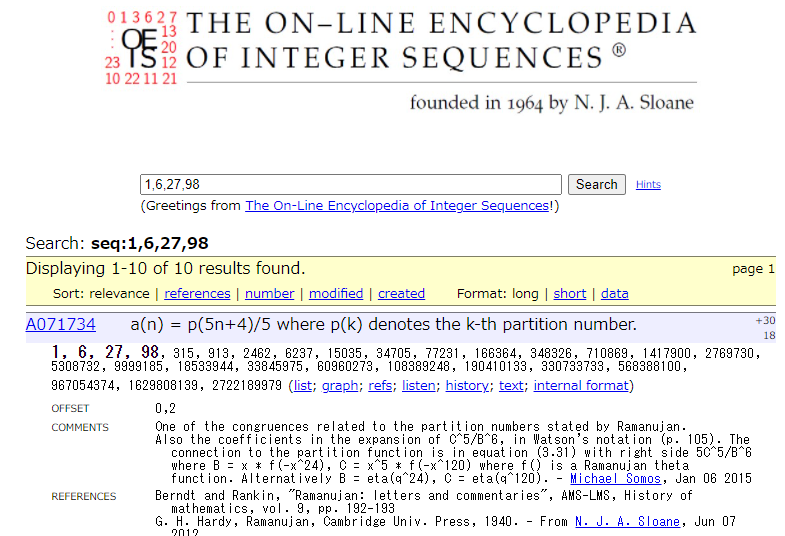 0 1 3 6 2 7
: OE 13
: IS 20
23 12
10 22 11 21
THE ON–LINE ENCYCLOPEDIA
OF INTEGER SEQUENCES ®
founded in 1964 by N. J. A. Sloane
1,6,27,98 Search Hints
(Greetings from The On-Line Encyclopedia of Integer Sequences!)
Search: seq:1,6,27,98
Displaying 1-10 of 10 results found. page 1
Sort: relevance | references | number | modified | created Format: long | short | data
A071734 a(n) = p(5n+4)/5 where p(k) denotes the k-th partition number. +30
18
1, 6, 27, 98, 315, 913, 2462, 6237, 15035, 34705, 77231, 166364, 348326, 710869, 1417900, 2769730,
5308732, 9999185, 18533944, 33845975, 60960273, 108389248, 190410133, 330733733, 568388100,
967054374, 1629808139, 2722189979 (list; graph; refs; listen; history; text; internal format)
OFFSET 0,2
COMMENTS One of the congruences related to the partition numbers stated by Ramanujan.
Also the coefficients in the expansion of C^5/B^6, in Watson's notation (p. 105). The
connection to the partition function is in equation (3.31) with right side 5C^5/B^6
where B = x * f(-x^24), C = x^5 * f(-x^120) where f() is a Ramanujan theta
function. Alternatively B = eta(q^24), C = eta(q^120). - Michael Somos, Jan 06 2015
REFERENCES Berndt and Rankin, "Ramanujan: letters and commentaries", AMS-LMS, History of
mathematics, vol. 9, pp. 192-193
G. H. Hardy, Ramanujan, Cambridge Univ. Press, 1940. - From N. J. A. Sloane, Jun 07
2012